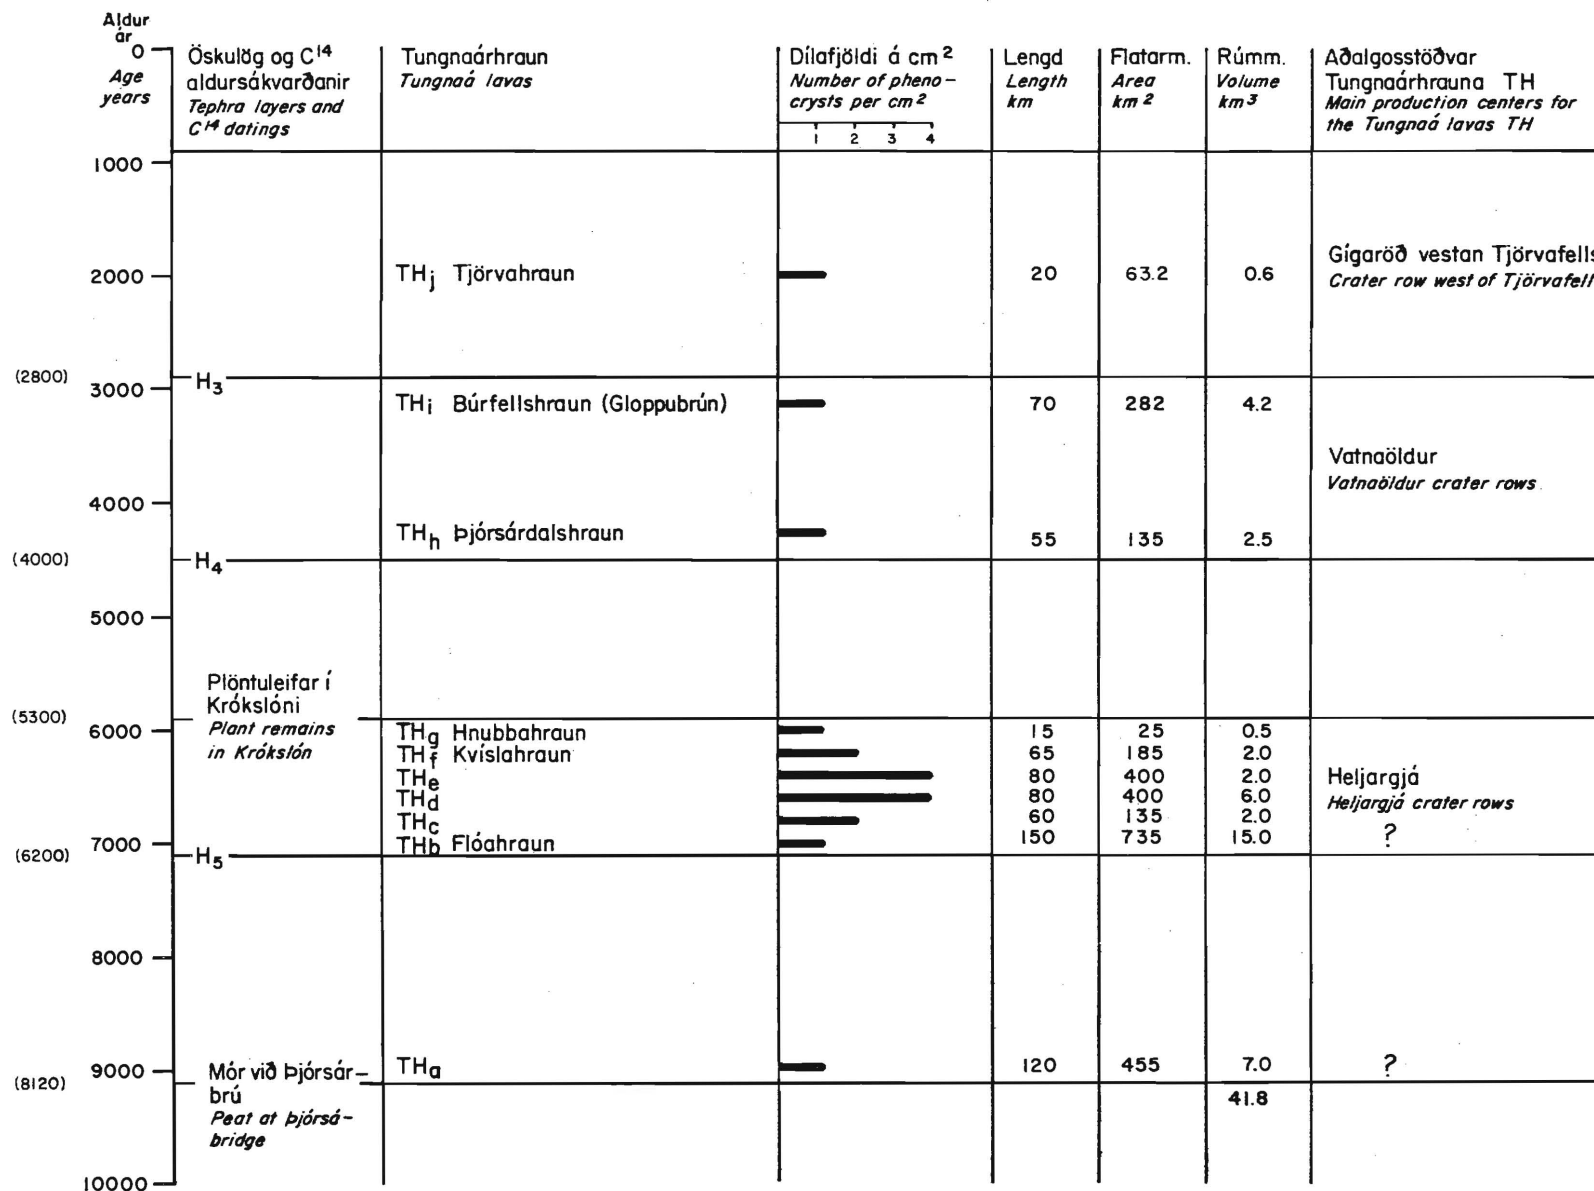 Aldur
ár
Age
years
Öskulög og C14
aldursákvarðanir
Tephra layers and
C14 datings
Tungnaárhraun
Tungnaá lavas
Dílafjöldi á cm2
Number of pheno-
crysts per cm2
1 2 3 4
Lengd
Length
km
Flatarm.
Area
km2
Rúmm.
Volume
km3
Aðalgosstöðvar
Tungnaárhrauna TH
Main production centers for
the Tungnaá lavas TH
0
1000
2000
THj Tjörvahraun 20 63.2 0.6
Gígaröð vestan Tjörvafells
Crater row west of Tjörvafell
(2800) H3
3000
THi Búrfellshraun (Gloppubrún) 70 282 4.2
Vatnaöldur
Vatnaöldur crater rows
4000
THh Þjórsárdalshraun 55 135 2.5
(4000) H4
5000
Plöntuleifar í
Krókslóni
Plant remains
in Krókslón
(5300)
6000
THg Hnubbahraun 15 25 0.5
THf Kvíslahraun 65 185 2.0
THe 80 400 2.0
THd 80 400 6.0
THc 60 135 2.0
THb Flóahraun 150 735 15.0
Heljargjá
Heljargjá crater rows
?
7000
(6200) H5
8000
9000
THa 120 455 7.0 ?
(8120)
Mór við Þjórsár-
brú
Peat at Þjórsá-
bridge
41.8
10000